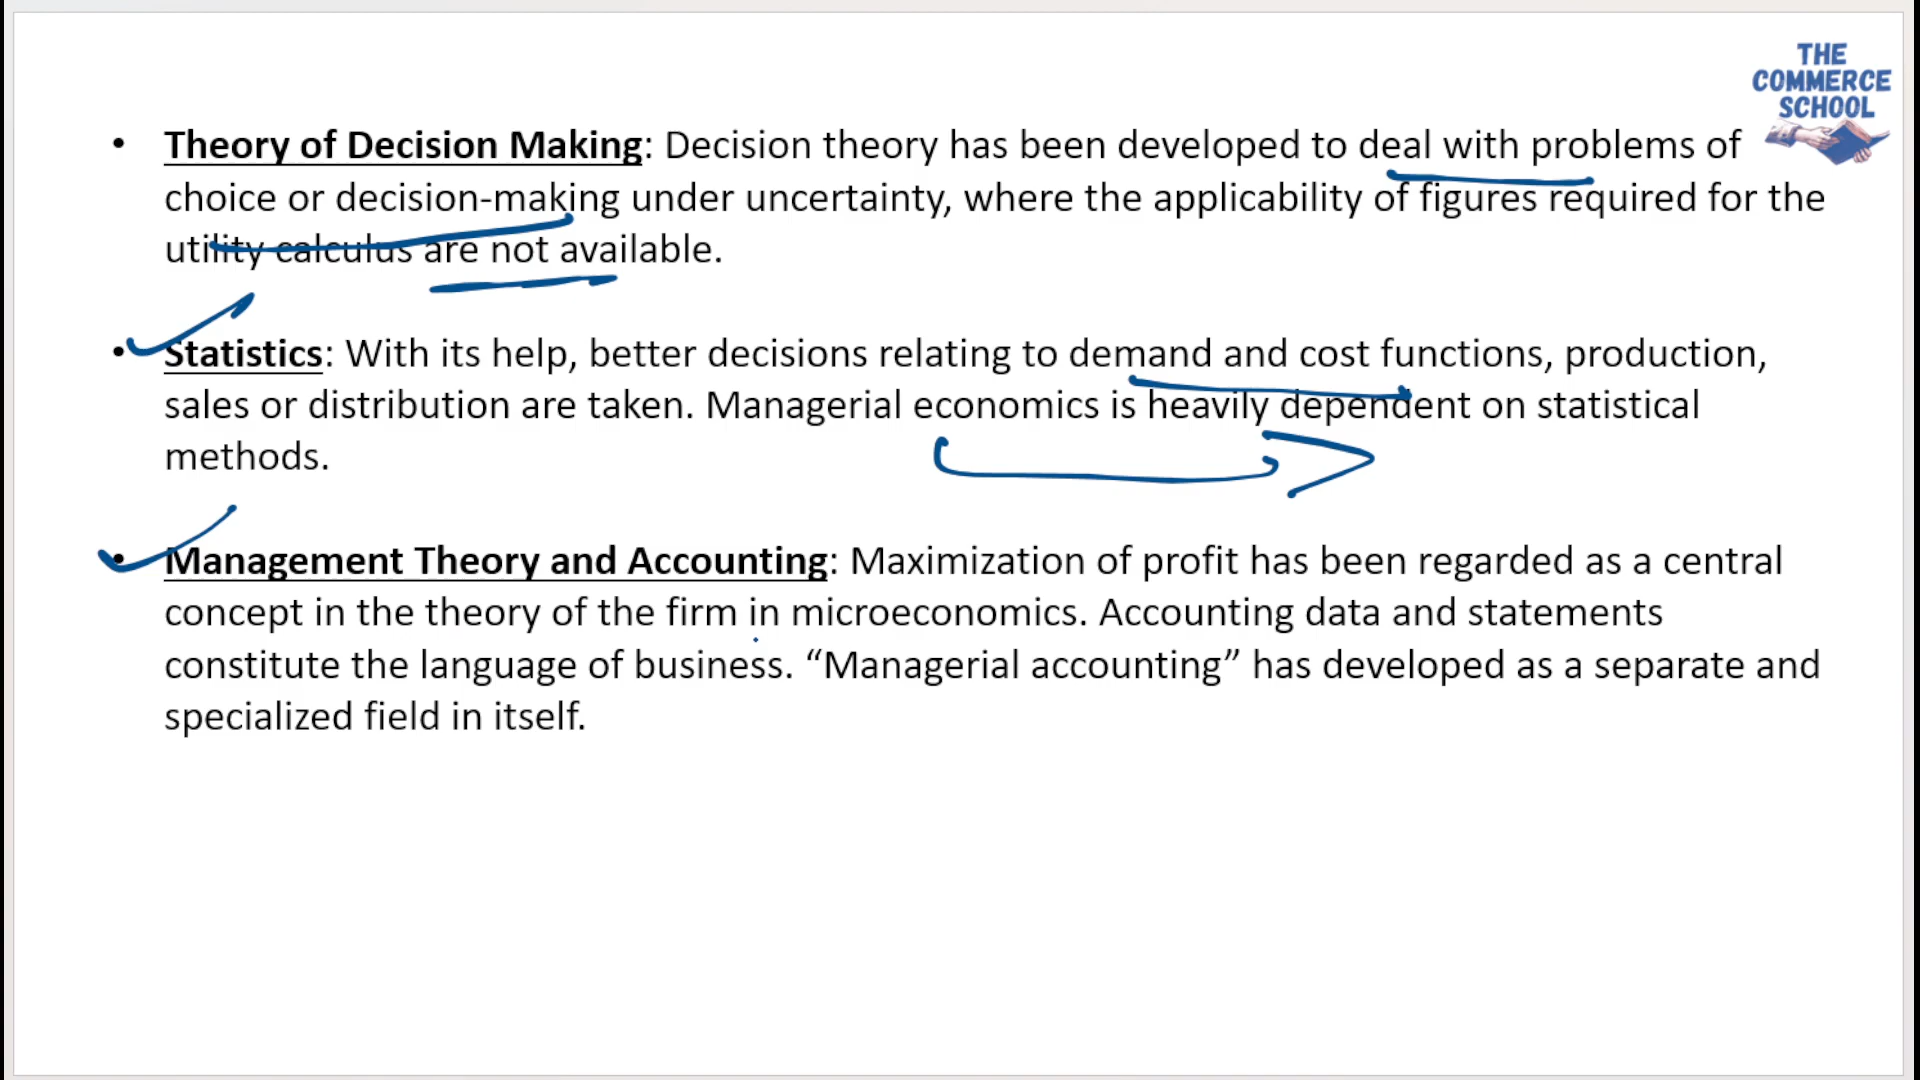 THE
COMMERCE
SCHOOL
• Theory of Decision Making: Decision theory has been developed to deal with problems of
choice or decision-making under uncertainty, where the applicability of figures required for the
utility calculus are not available.
• Statistics: With its help, better decisions relating to demand and cost functions, production,
sales or distribution are taken. Managerial economics is heavily dependent on statistical
methods.
• Management Theory and Accounting: Maximization of profit has been regarded as a central
concept in the theory of the firm in microeconomics. Accounting data and statements
constitute the language of business. “Managerial accounting” has developed as a separate and
specialized field in itself.